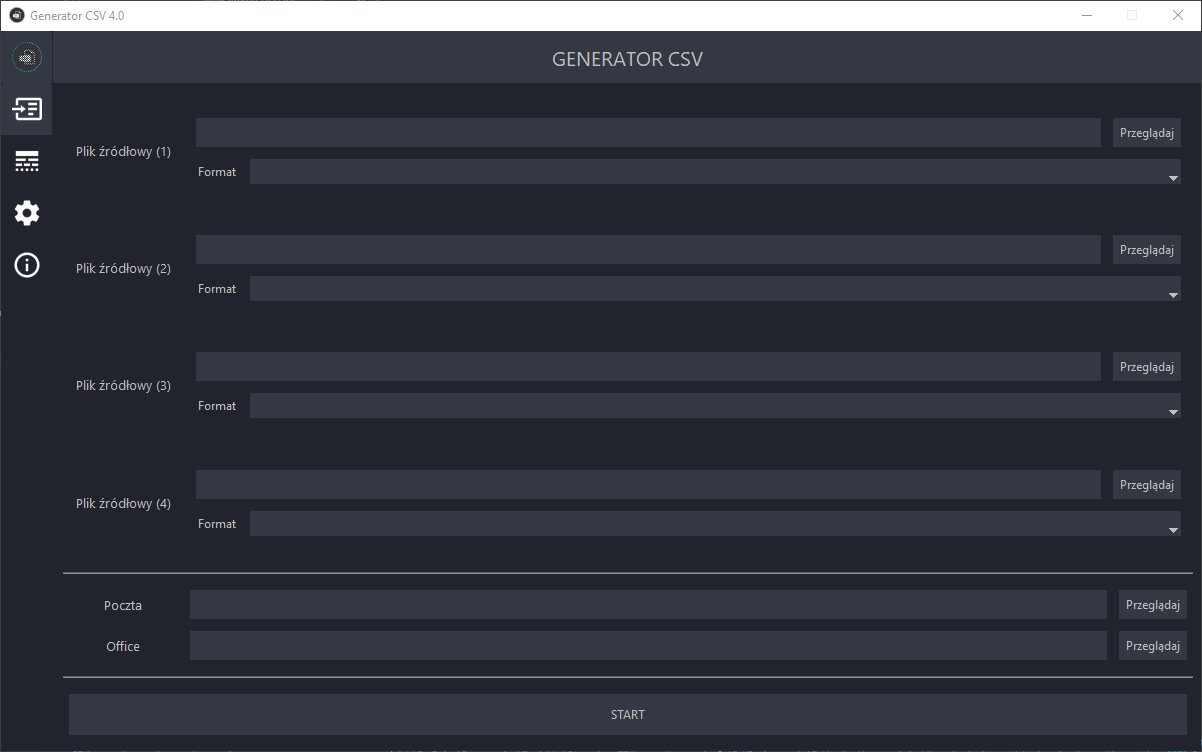 Generator CSV 4.0
GENERATOR CSV
Plik źródłowy (1)
Przeglądaj
Format
Plik źródłowy (2)
Przeglądaj
Format
Plik źródłowy (3)
Przeglądaj
Format
Plik źródłowy (4)
Przeglądaj
Format
Poczta
Przeglądaj
Office
Przeglądaj
START